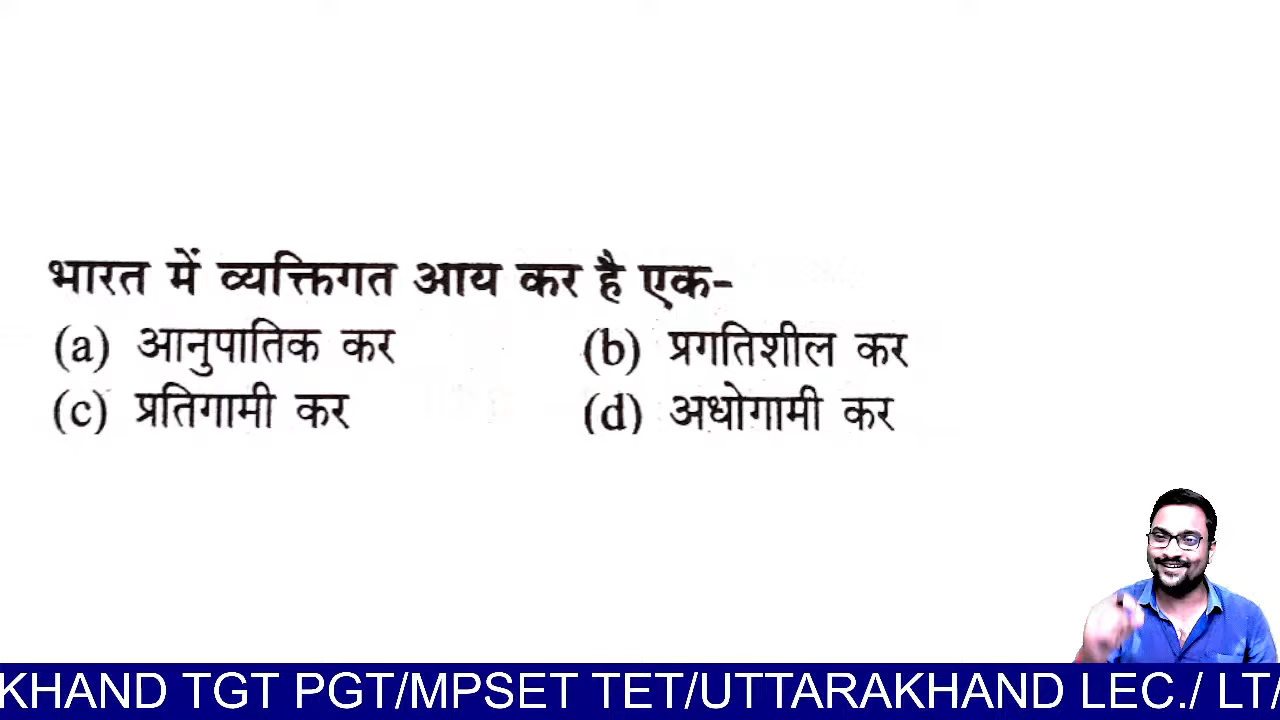 भारत में व्यक्तिगत आय कर है एक-
(a) आनुपातिक कर (b) प्रगतिशील कर
(c) प्रतिगामी कर (d) अधोगामी कर
KHAND TGT PGT/MPSET TET/UTTARAKHAND LEC./ LT/